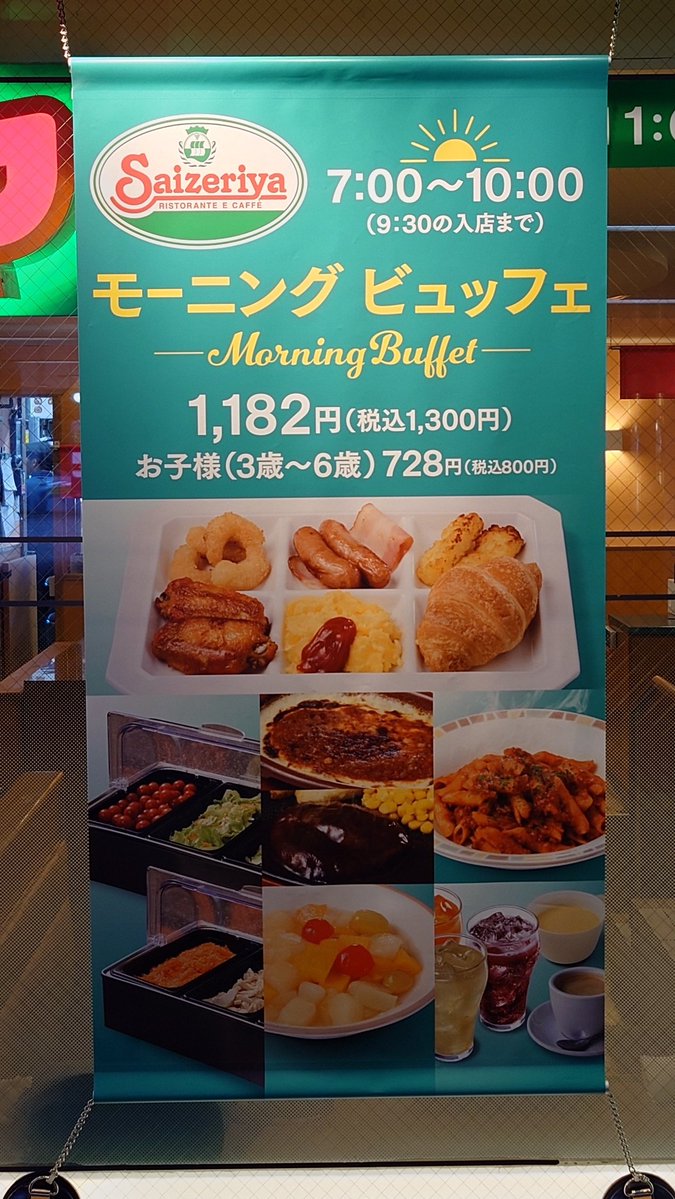 Saizeriya
RISTORANTE E CAFFÈ
7:00〜10:00
(9:30の入店まで)
モーニング ビュッフェ
Morning Buffet
1,182円(税込1,300円)
お子様(3歳〜6歳)728円(税込800円)